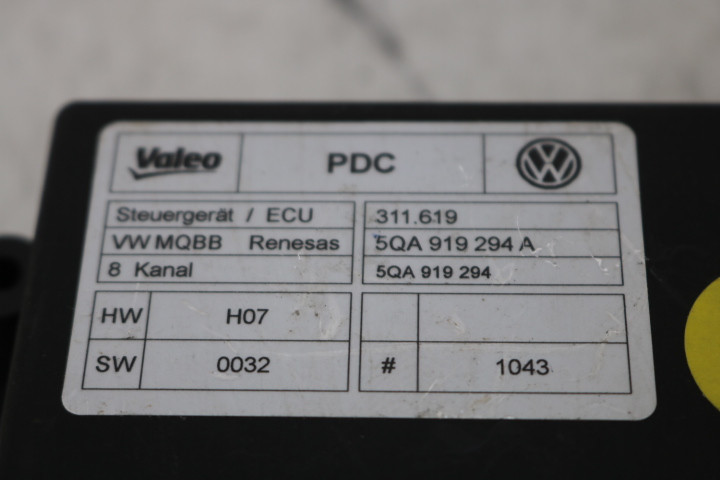 Valeo PDC VW
Steuergerät / ECU 311.619
VW MQBB Renesas 5QA 919 294 A
8 Kanal 5QA 919 294
HW H07
SW 0032 # 1043